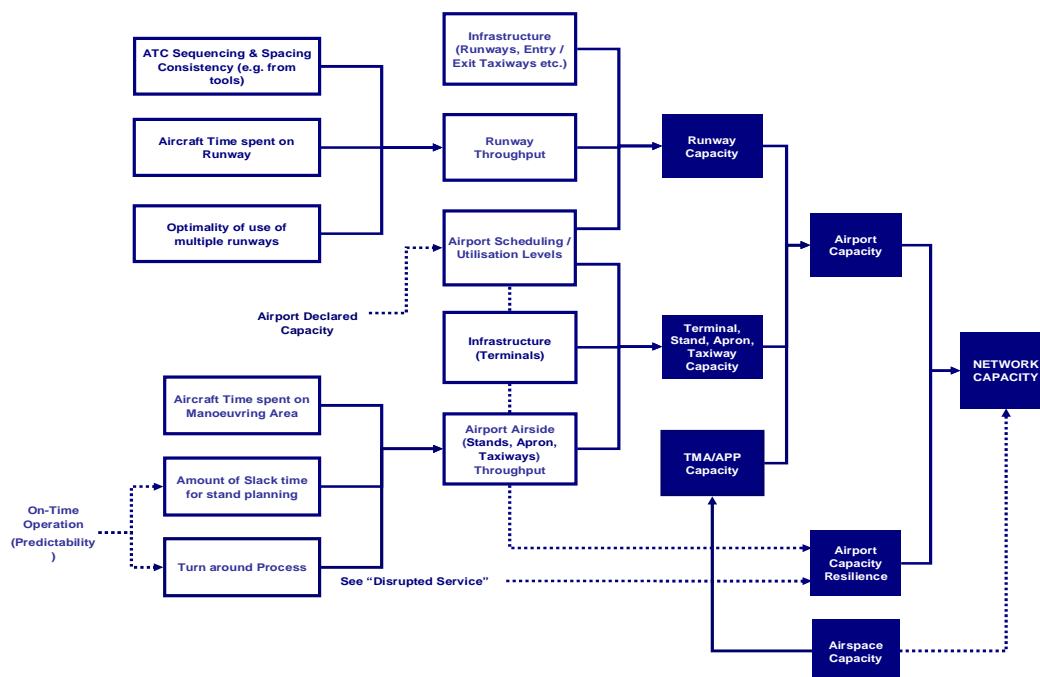 ATC Sequencing & Spacing
Consistency (e.g. from
tools)
Aircraft Time spent on
Runway
Optimality of use of
multiple runways
Infrastructure
(Runways, Entry /
Exit Taxiways etc.)
Runway
Throughput
Airport Scheduling /
Utilisation Levels
Airport Declared
Capacity
Infrastructure
(Terminals)
Aircraft Time spent on
Manoeuvring Area
Amount of Slack time
for stand planning
Turn around Process
On-Time
Operation
(Predictability
)
Airport Airside
(Stands, Apron,
Taxiways)
Throughput
See “Disrupted Service”
Runway
Capacity
Terminal,
Stand, Apron,
Taxiway
Capacity
TMA/APP
Capacity
Airport
Capacity
Airport
Capacity
Resilience
Airspace
Capacity
NETWORK
CAPACITY